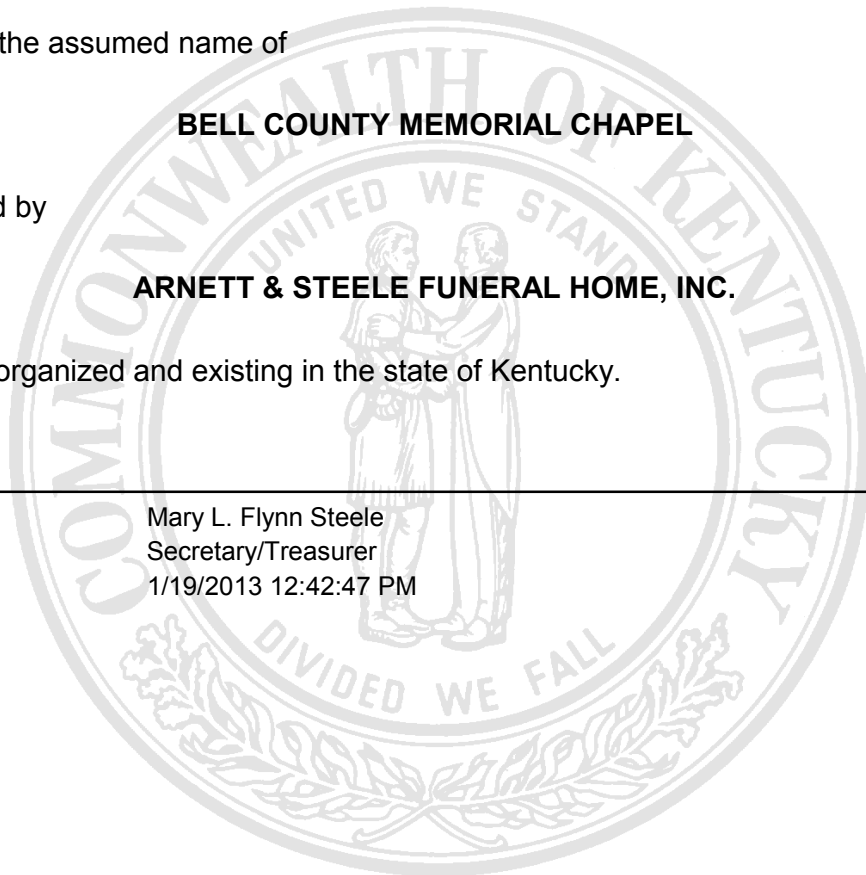 the assumed name of
BELL COUNTY MEMORIAL CHAPEL
d by
ARNETT & STEELE FUNERAL HOME, INC.
organized and existing in the state of Kentucky.
Mary L. Flynn Steele
Secretary/Treasurer
1/19/2013 12:42:47 PM
COMMONWEALTH OF KENTUCKY
UNITED WE STAND
DIVIDED WE FALL